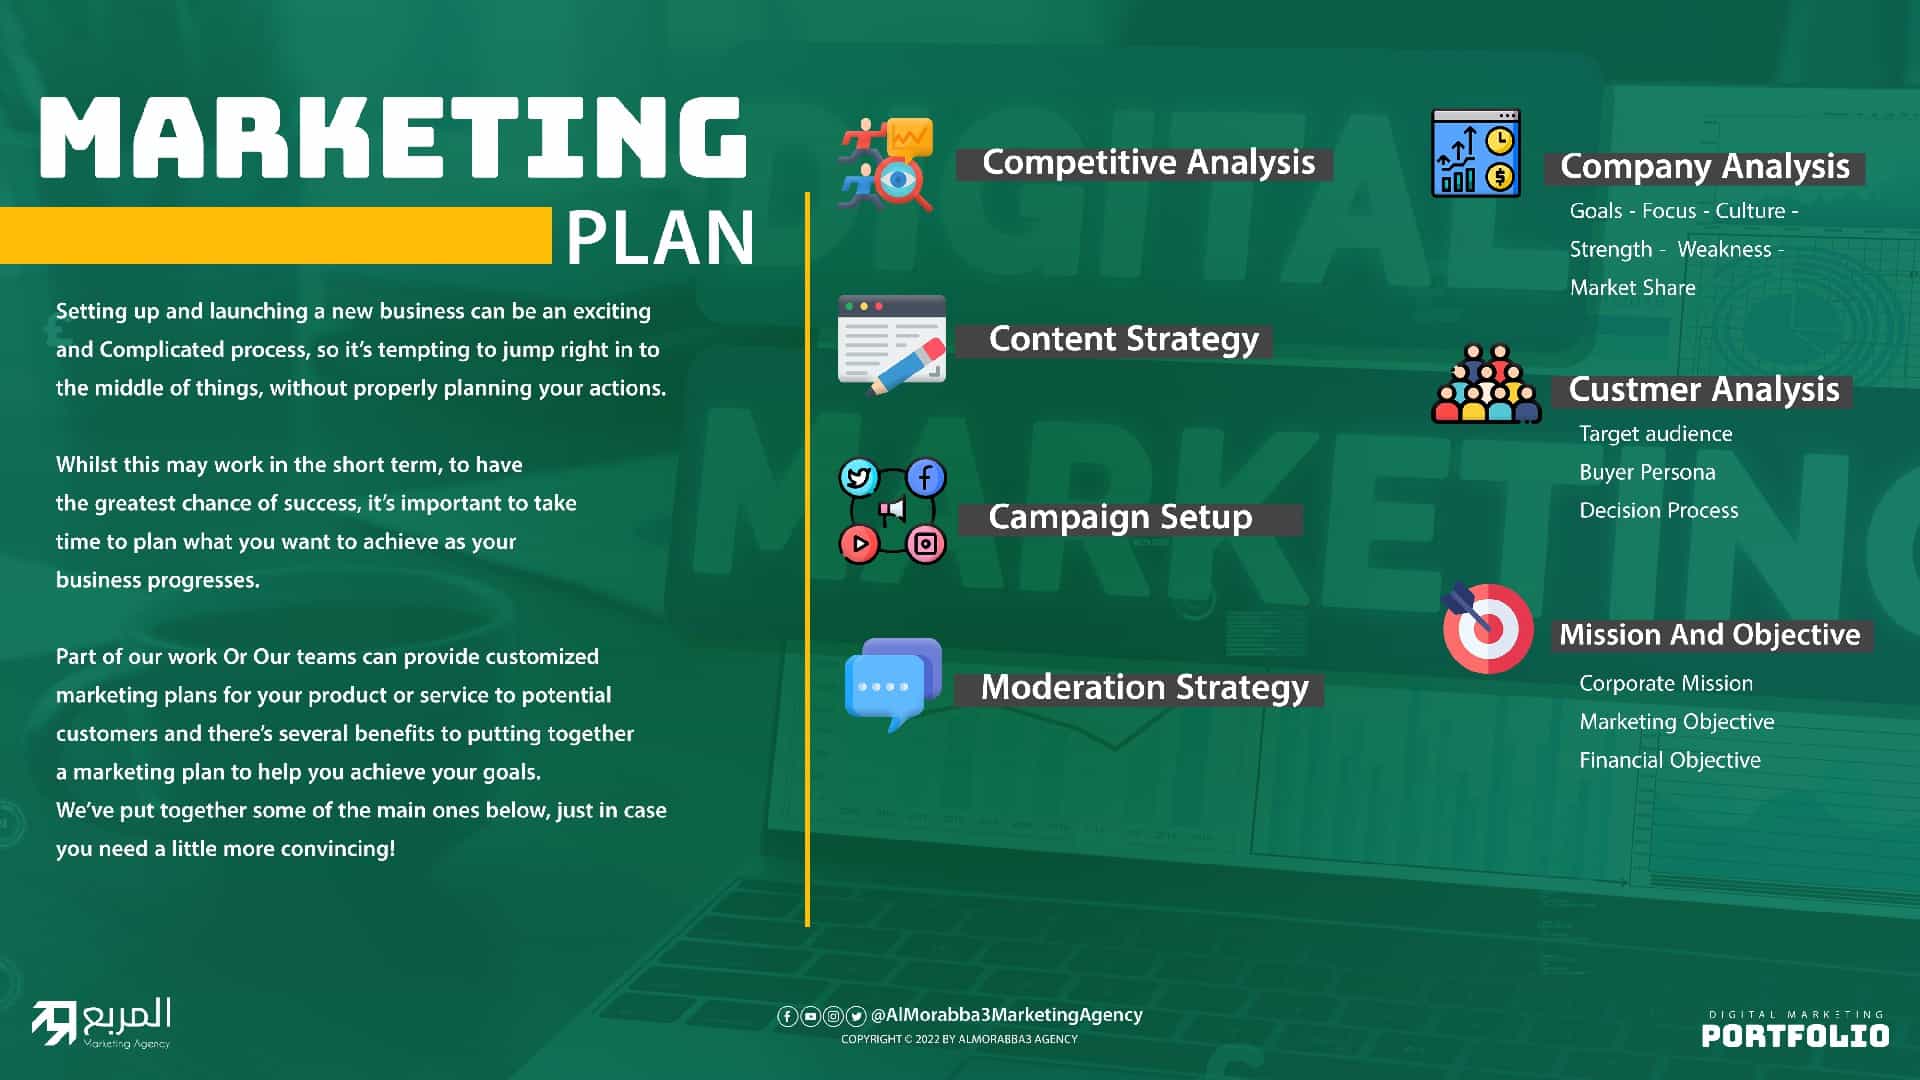 MARKETING
PLAN
Setting up and launching a new business can be an exciting
and Complicated process, so it's tempting to jump right in to
the middle of things, without properly planning your actions.
Whilst this may work in the short term, to have
the greatest chance of success, it's important to take
time to plan what you want to achieve as your
business progresses.
Part of our work Or Our teams can provide customized
marketing plans for your product or service to potential
customers and there's several benefits to putting together
a marketing plan to help you achieve your goals.
We've put together some of the main ones below, just in case
you need a little more convincing!
Competitive Analysis
Content Strategy
Campaign Setup
Moderation Strategy
Company Analysis
Goals - Focus - Culture -
Strength - Weakness -
Market Share
Custmer Analysis
Target audience
Buyer Persona
Decision Process
Mission And Objective
Corporate Mission
Marketing Objective
Financial Objective
DIGITAL
MARKETING
المربع
Marketing Agency
@AlMorabba3MarketingAgency
COPYRIGHT © 2022 BY ALMORABBA3 AGENCY
DIGITAL MARKETING
PORTFOLIO